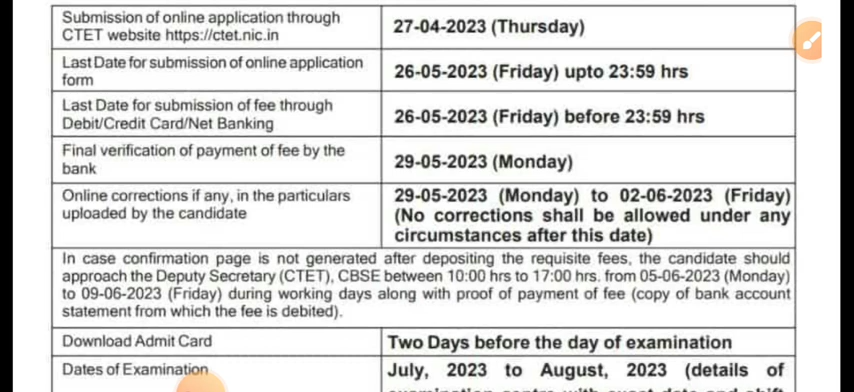 Submission of online application through
CTET website https://ctet.nic.in
27-04-2023 (Thursday)
Last Date for submission of online application
form
26-05-2023 (Friday) upto 23:59 hrs
Last Date for submission of fee through
Debit/Credit Card/Net Banking
26-05-2023 (Friday) before 23:59 hrs
Final verification of payment of fee by the
bank
29-05-2023 (Monday)
Online corrections if any, in the particulars
uploaded by the candidate
29-05-2023 (Monday) to 02-06-2023 (Friday)
(No corrections shall be allowed under any
circumstances after this date)
In case confirmation page is not generated after depositing the requisite fees, the candidate should
approach the Deputy Secretary (CTET), CBSE between 10:00 hrs to 17:00 hrs. from 05-06-2023 (Monday)
to 09-06-2023 (Friday) during working days along with proof of payment of fee (copy of bank account
statement from which the fee is debited).
Download Admit Card
Two Days before the day of examination
Dates of Examination
July, 2023 to August, 2023 (details of